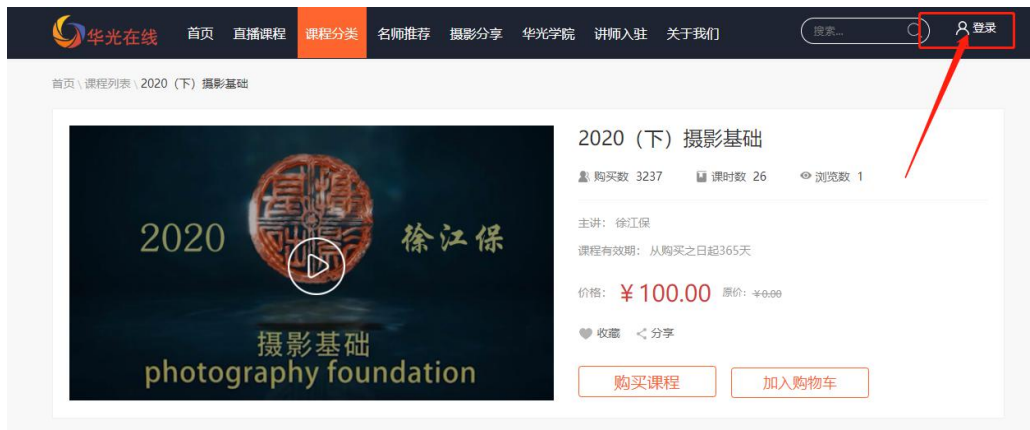 华光在线 首页 直播课程 课程分类 名师推荐 摄影分享 华光学院 讲师入驻 关于我们 搜索... 登录
首页 \ 课程列表 \ 2020（下）摄影基础
2020 徐江保
摄影基础
photography foundation
2020（下）摄影基础
购买数 3237 课时数 26 浏览数 1
主讲： 徐江保
课程有效期： 从购买之日起365天
价格： ￥100.00 原价：￥0.00
收藏 分享
购买课程 加入购物车